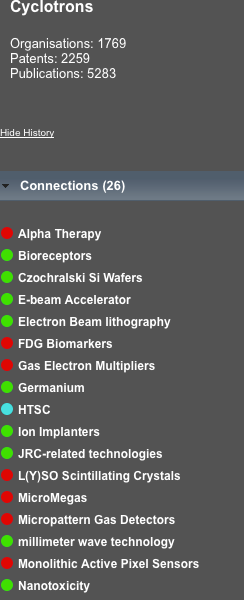 Cyclotrons
Organisations: 1769
Patents: 2259
Publications: 5283
Hide History
Connections (26)
Alpha Therapy
Bioreceptors
Czochralski Si Wafers
E-beam Accelerator
Electron Beam lithography
FDG Biomarkers
Gas Electron Multipliers
Germanium
HTSC
Ion Implanters
JRC-related technologies
L(Y)SO Scintillating Crystals
MicroMegas
Micropattern Gas Detectors
millimeter wave technology
Monolithic Active Pixel Sensors
Nanotoxicity